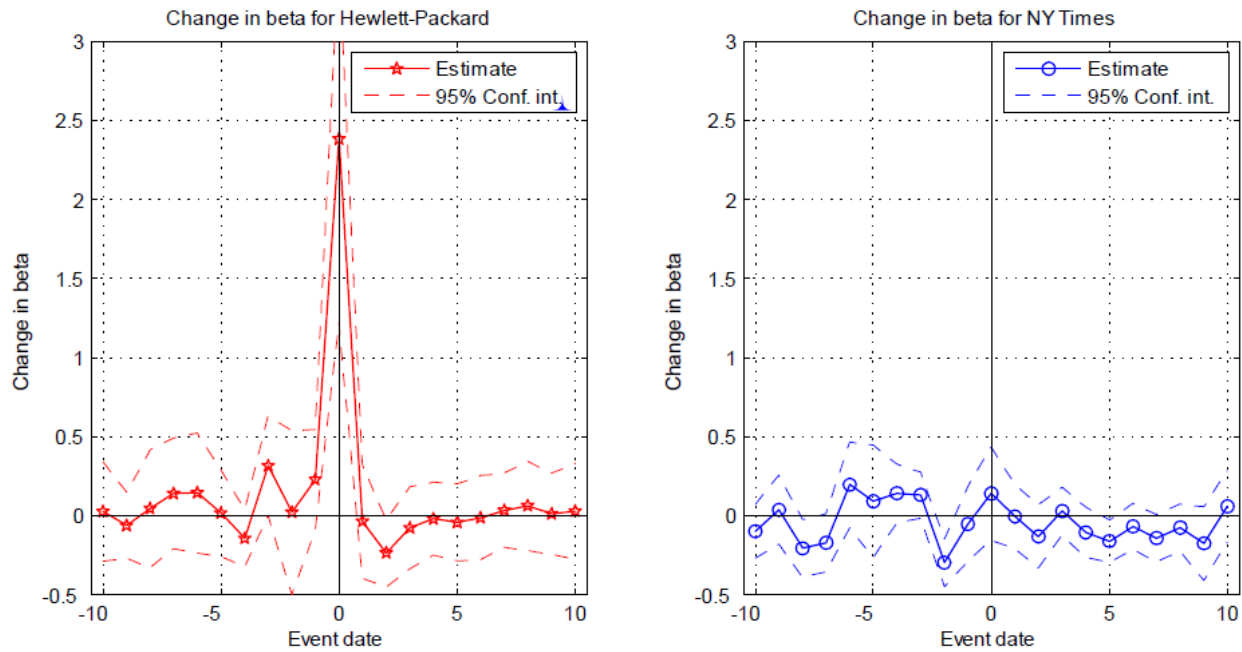 Change in beta for Hewlett-Packard
3
2.5
2
1.5
1
0.5
0
-0.5
Change in beta
Estimate
95% Conf. int.
-10
-5
0
5
10
Event date
Change in beta for NY Times
3
2.5
2
1.5
1
0.5
0
-0.5
Change in beta
Estimate
95% Conf. int.
-10
-5
0
5
10
Event date